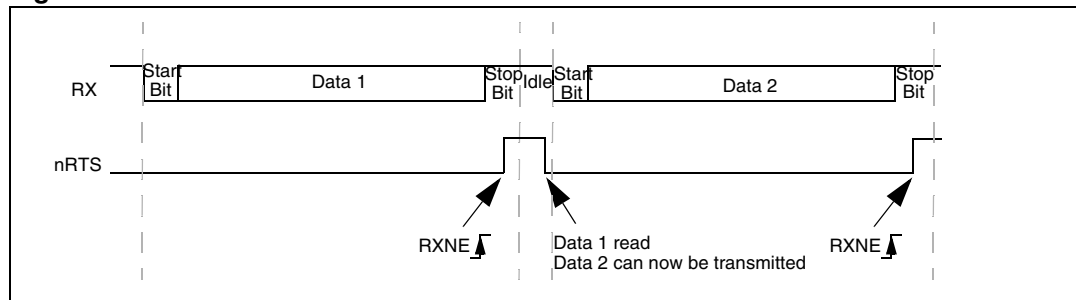 Start
Bit
Data 1
Stop
Bit
Idle
Start
Bit
Data 2
Stop
Bit
RX
nRTS
RXNE
Data 1 read
Data 2 can now be transmitted
RXNE